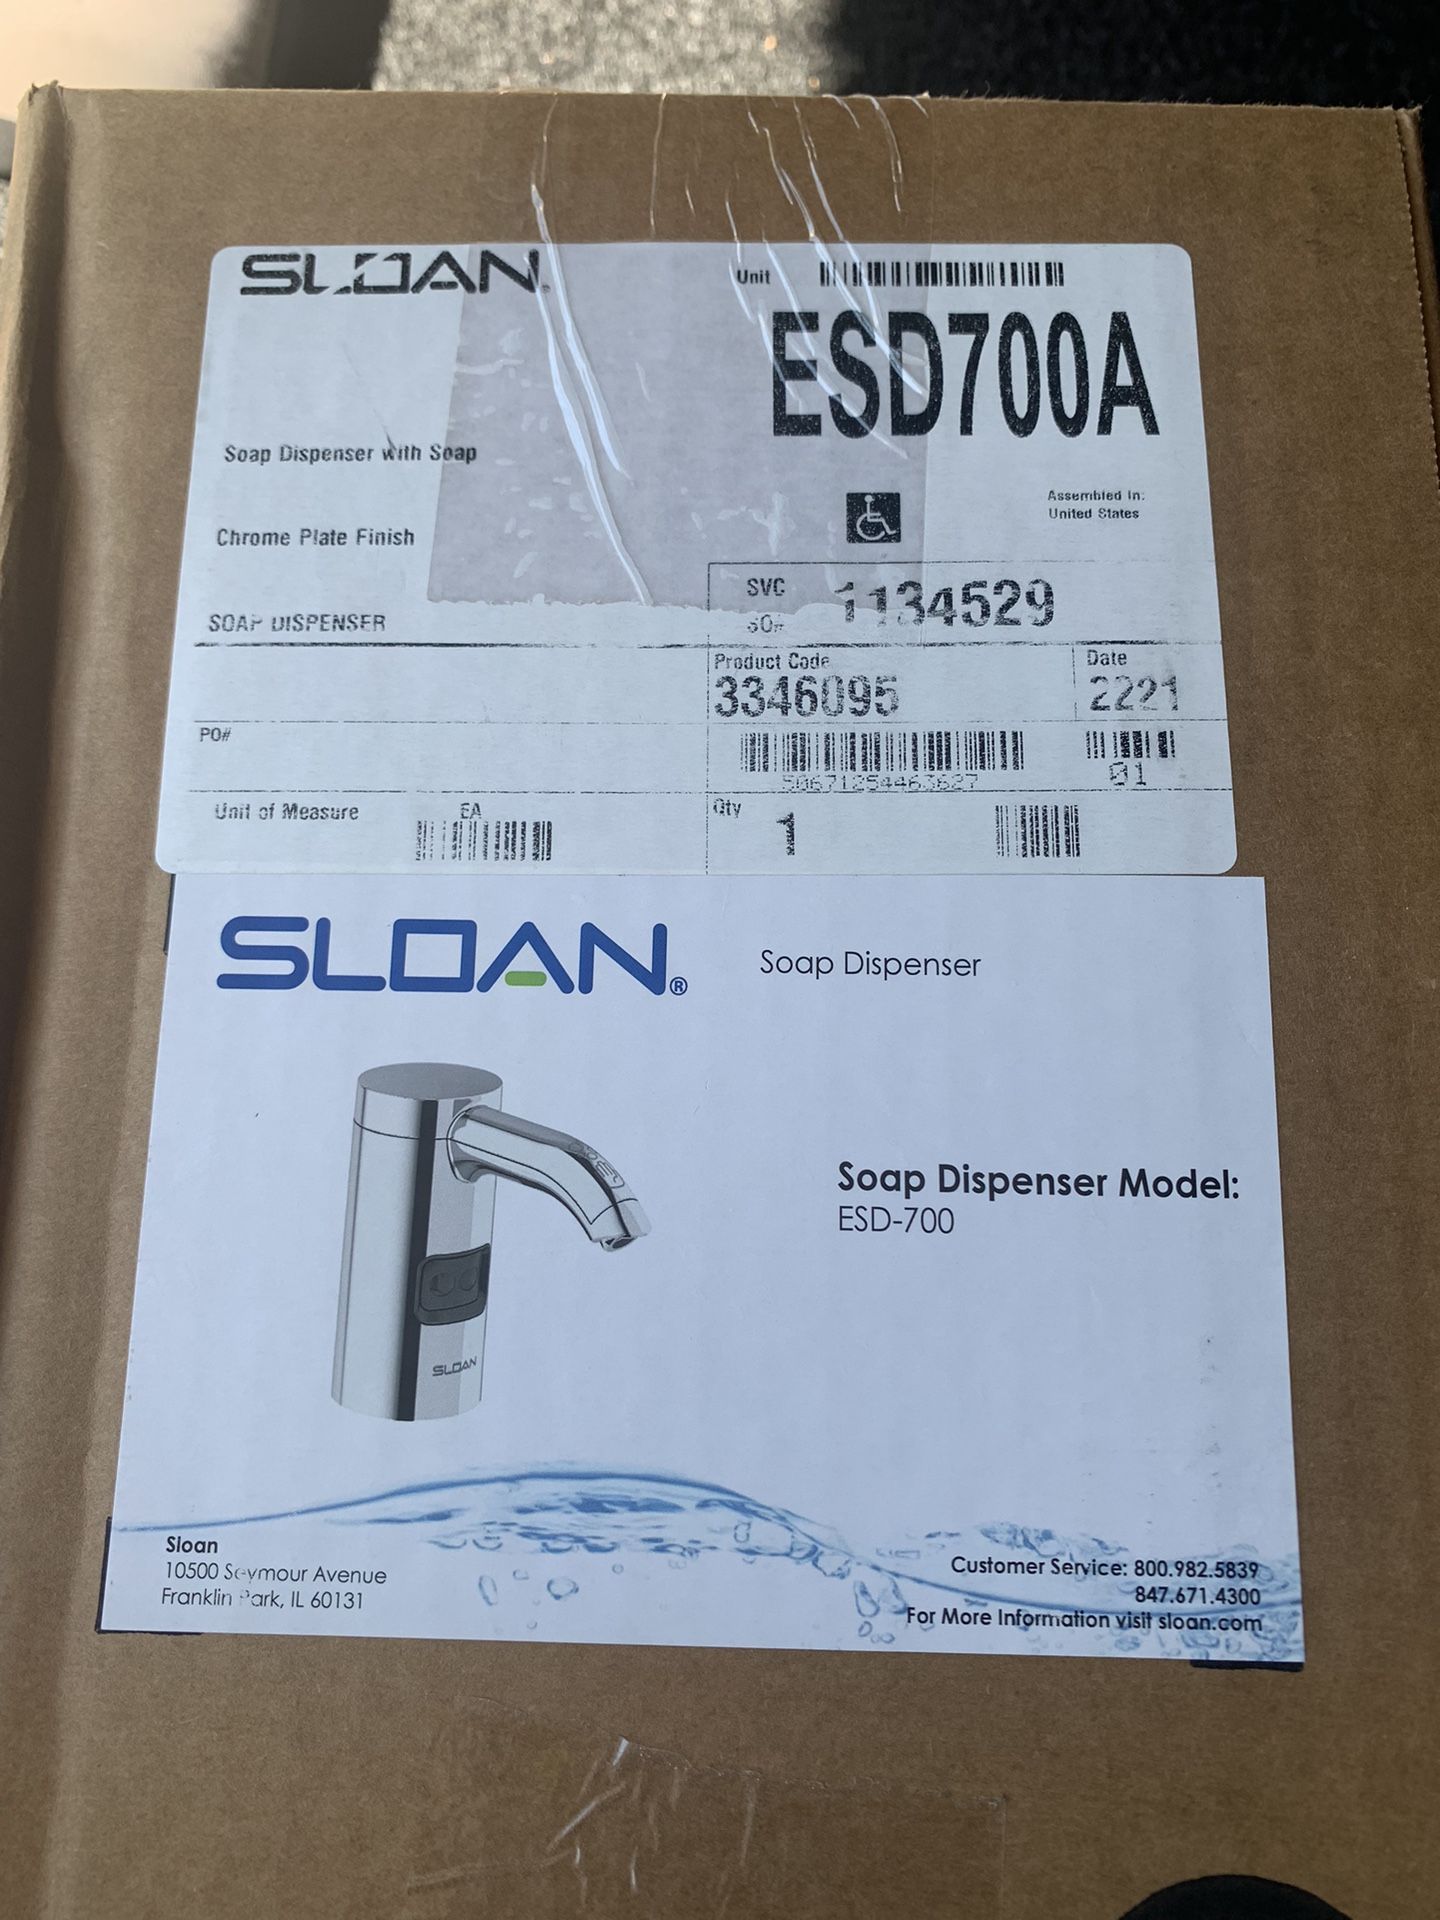 SLOAN®
Unit
ESD700A
Soap Dispenser with Soap
Assembled In:
United States
Chrome Plate Finish
SVC 1134529
SO#
SOAP DISPENSER
Product Code
3346095
Date
2221
PO#
50671254463627
01
Unit of Measure
EA
Qty
1
SLOAN®
Soap Dispenser
Soap Dispenser Model:
ESD-700
SLOAN
Sloan
10500 Seymour Avenue
Franklin Park, IL 60131
Customer Service: 800.982.5839
847.671.4300
For More Information visit sloan.com